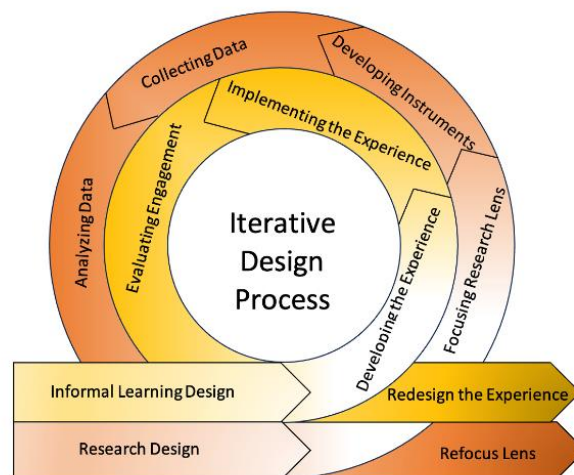 Collecting Data
Developing Instruments
Implementing the Experience
Analyzing Data
Evaluating Engagement
Iterative
Design
Process
Developing the Experience
Focusing Research Lens
Informal Learning Design
Redesign the Experience
Research Design
Refocus Lens